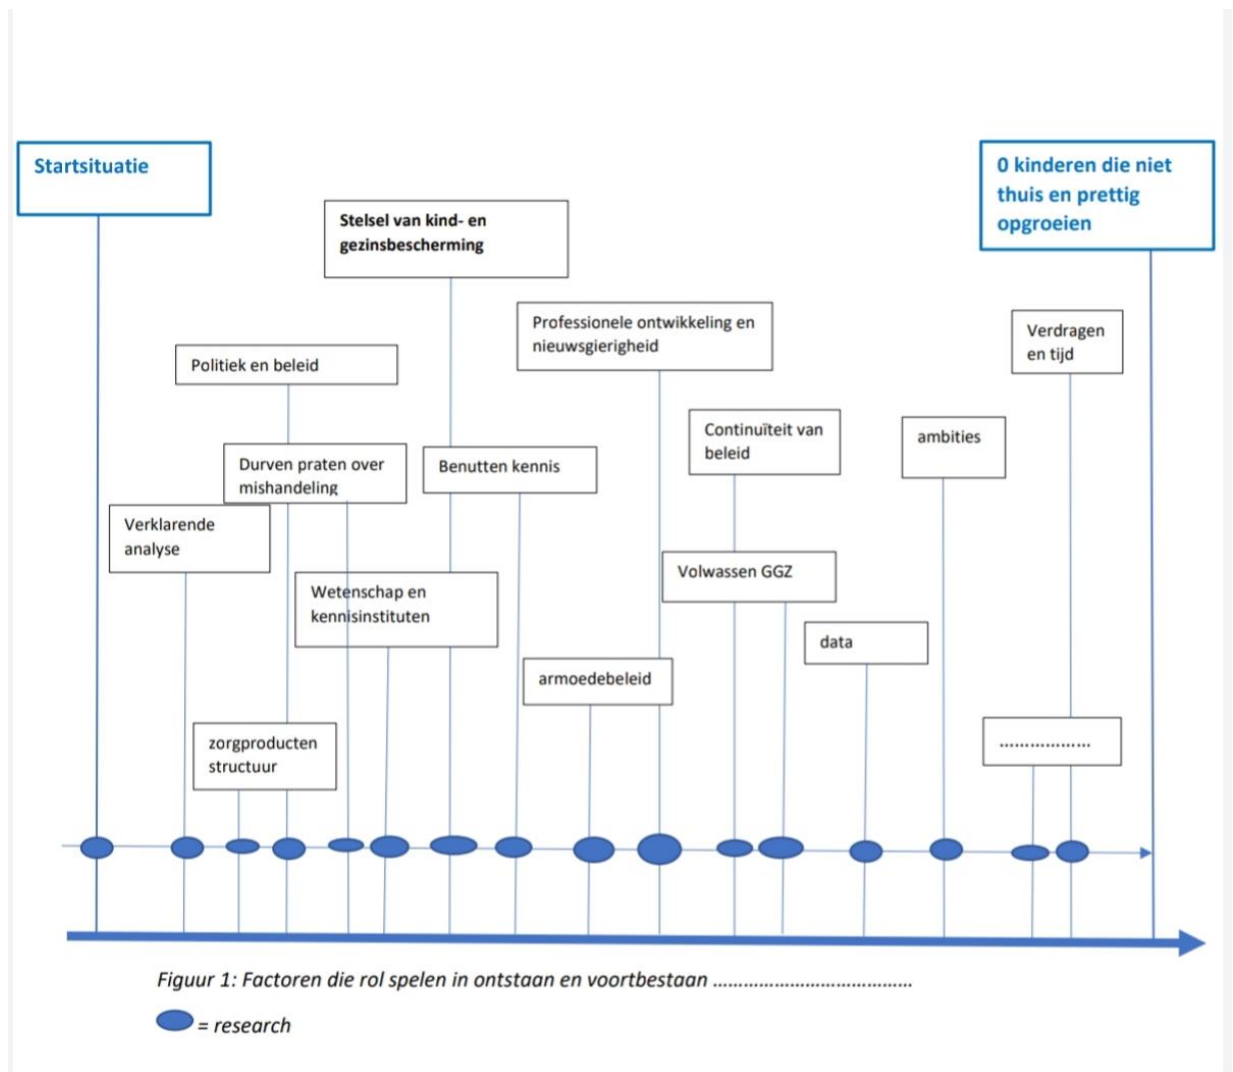 Startsituatie
0 kinderen die niet
thuis en prettig
opgroeien
Stelsel van kind- en
gezinsbescherming
Professionele ontwikkeling en
nieuwsgierigheid
Verdragen
en tijd
Politiek en beleid
Continuïteit van
beleid
ambities
Durven praten over
mishandeling
Benutten kennis
Verklarende
analyse
Volwassen GGZ
Wetenschap en
kennisinstituten
data
armoedebeleid
zorgproducten
structuur
..................
Figuur 1: Factoren die rol spelen in ontstaan en voortbestaan .......................................
= research